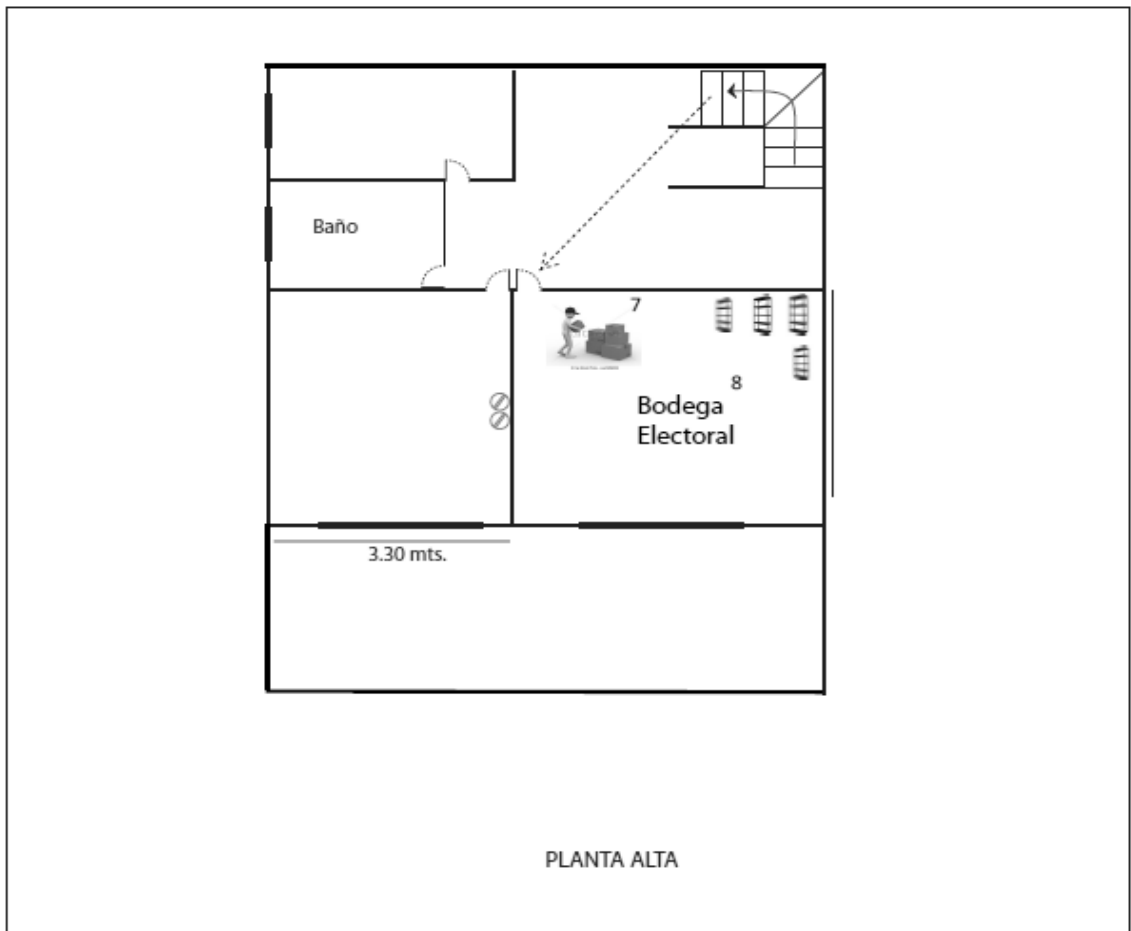 Baño
7
8
Bodega
Electoral
3.30 mts.
PLANTA ALTA